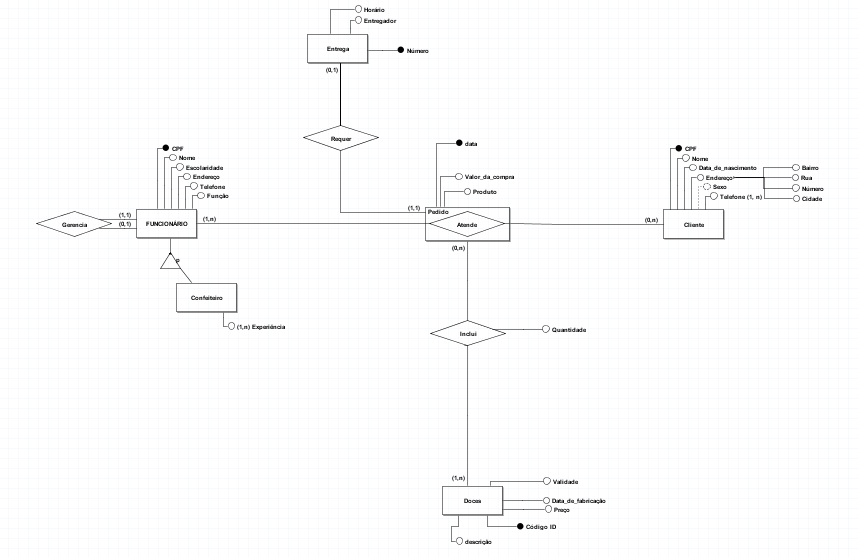 Horário
Entregador
Entrega
Número
(0,1)
Requer
data
Valor_da_compra
Produto
(1,1)
Pedido
Atende
(0,n)
CPF
Nome
Escolaridade
Endereço
Telefone
Função
(1,1)
(0,1)
Gerencia
FUNCIONÁRIO
(1,n)
p
Confeiteiro
(1,n) Experiência
CPF
Nome
Data_de_nascimento
Endereço
Sexo
Telefone (1, n)
Bairro
Rua
Número
Cidade
(0,n)
Cliente
Inclui
Quantidade
(1,n)
Doces
Validade
Data_de_fabricação
Preço
Código ID
descrição